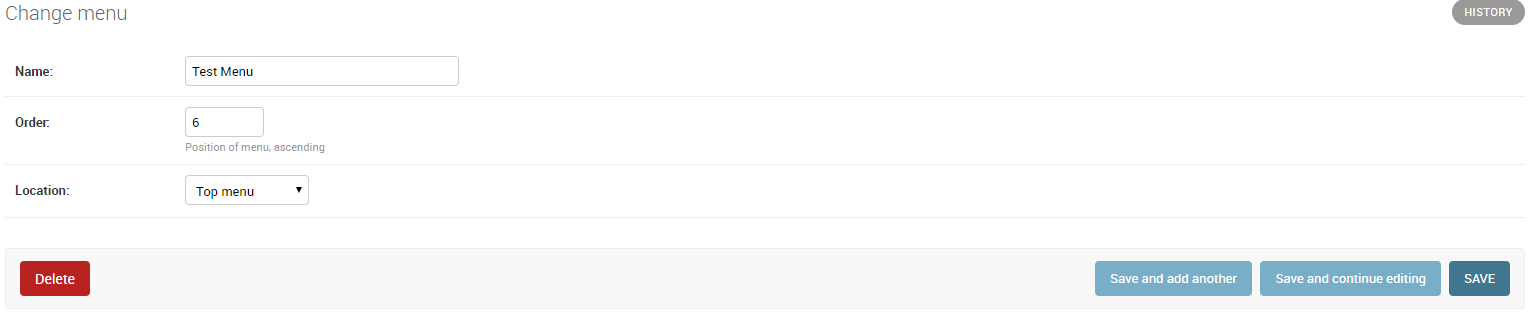 Change menu
HISTORY
Name: Test Menu
Order: 6
Position of menu, ascending
Location: Top menu
Delete Save and add another Save and continue editing SAVE